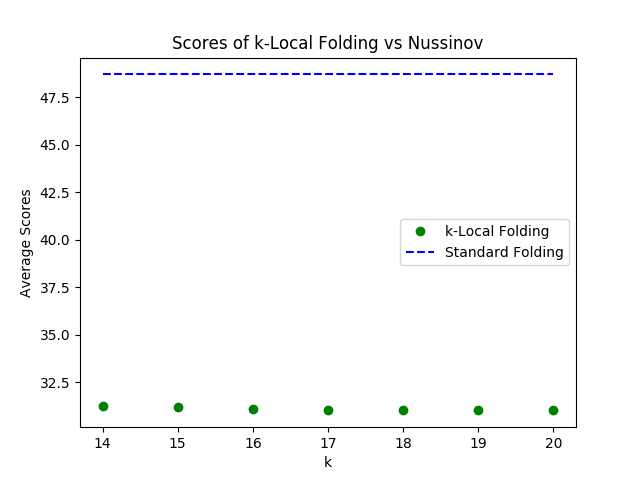 Scores of k-Local Folding vs Nussinov
Average Scores
47.5
45.0
42.5
40.0
37.5
35.0
32.5
k-Local Folding
Standard Folding
14 15 16 17 18 19 20
k